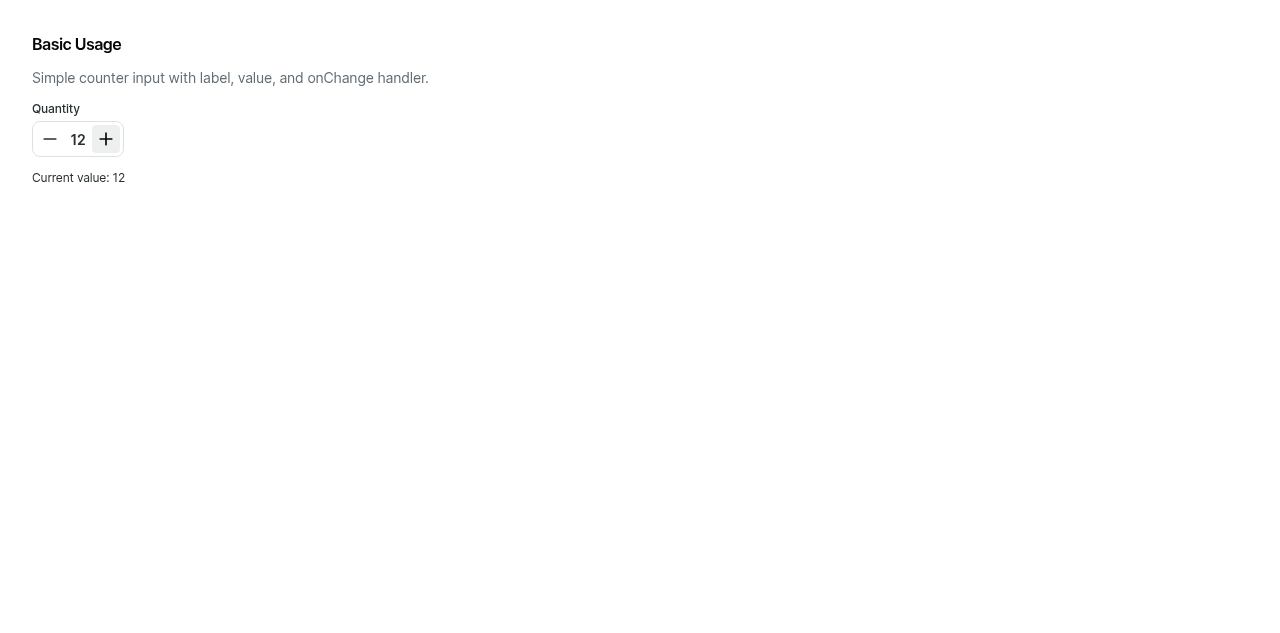 Basic Usage
Simple counter input with label, value, and onChange handler.
Quantity
12
Current value: 12